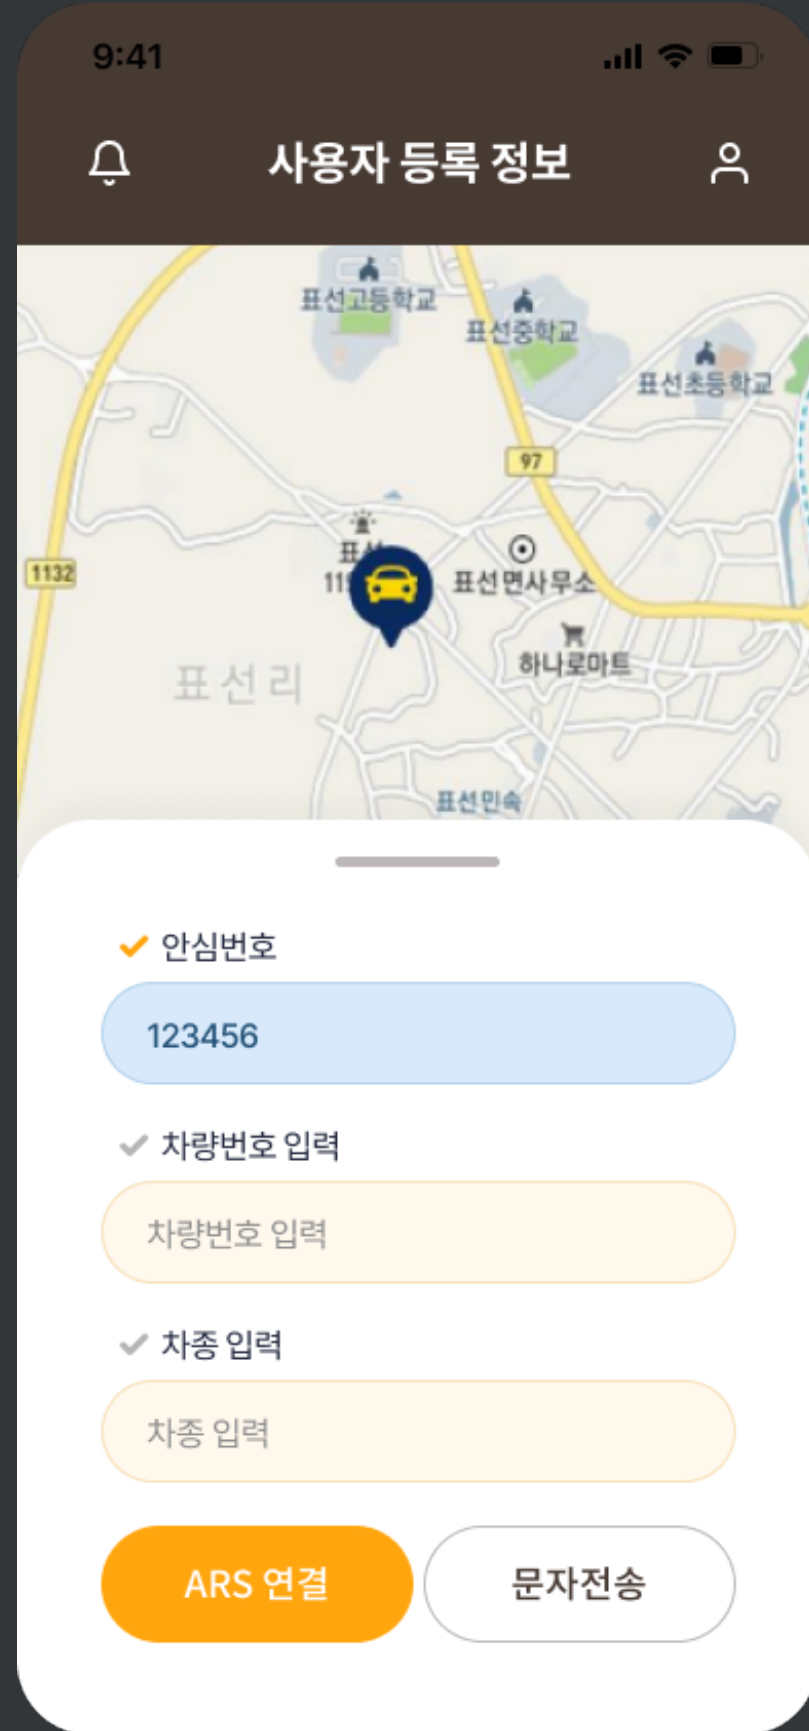 9:41
사용자 등록 정보
표선고등학교
표선중학교
표선초등학교
97
1132
표선
표선면사무소
하나로마트
표선리
표선민속
안심번호
123456
차량번호 입력
차량번호 입력
차종 입력
차종 입력
ARS 연결
문자전송